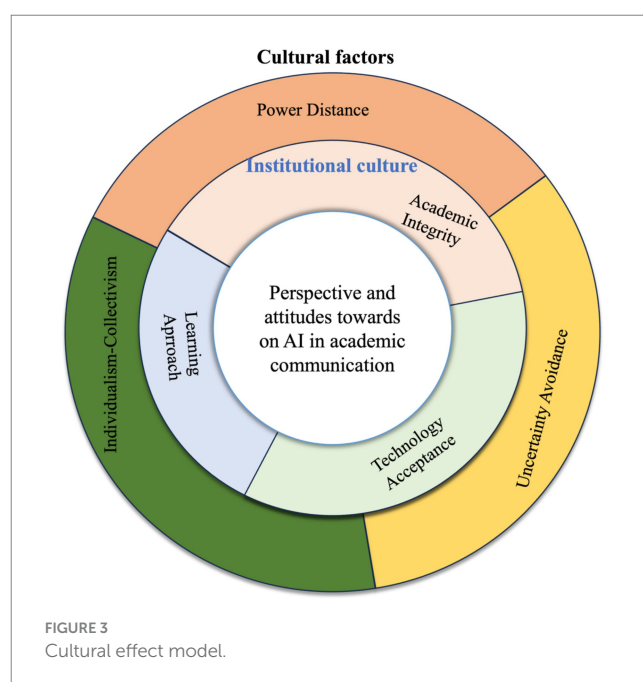 Cultural factors
Power Distance
Institutional culture
Academic
Integrity
Individualism-Collectivism
Learning
Aproach
Perspective and
attitudes towards
on AI in academic
communication
Technology
Acceptance
Uncertainty Avoidance
FIGURE 3
Cultural effect model.